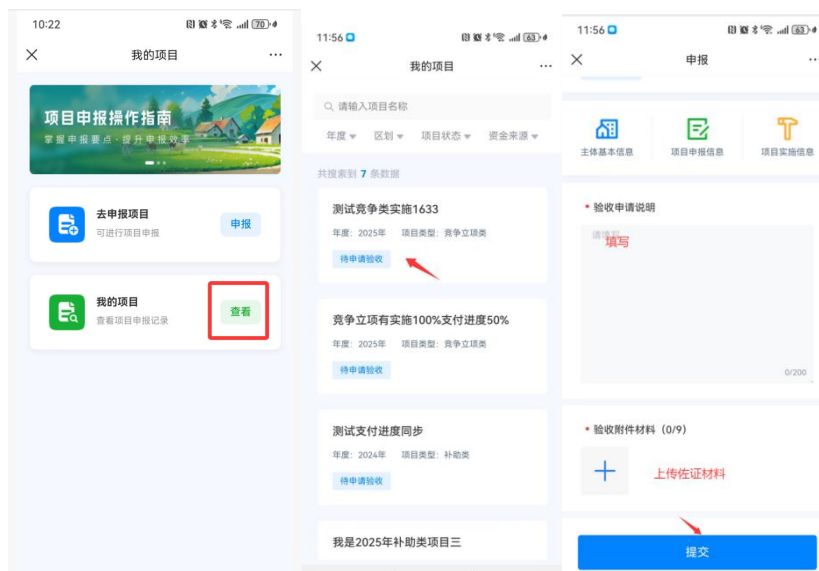 10:22
70
我的项目
项目申报操作指南
掌握申报要点·提升申报效率
去申报项目
可进行项目申报
申报
我的项目
查看项目申报记录
查看
11:56
63
我的项目
请输入项目名称
年度 区划 项目状态 资金来源
共搜索到 7 条数据
测试竞争类实施1633
年度: 2025年 项目类型: 竞争立项类
待申请验收
竞争立项有实施100%支付进度50%
年度: 2025年 项目类型: 竞争立项类
待申请验收
测试支付进度同步
年度: 2024年 项目类型: 补助类
待申请验收
我是2025年补助类项目三
11:56
63
申报
主体基本信息 项目申报信息 项目实施信息
* 验收申请说明
请填写
填写
0/200
* 验收附件材料 (0/9)
上传佐证材料
提交